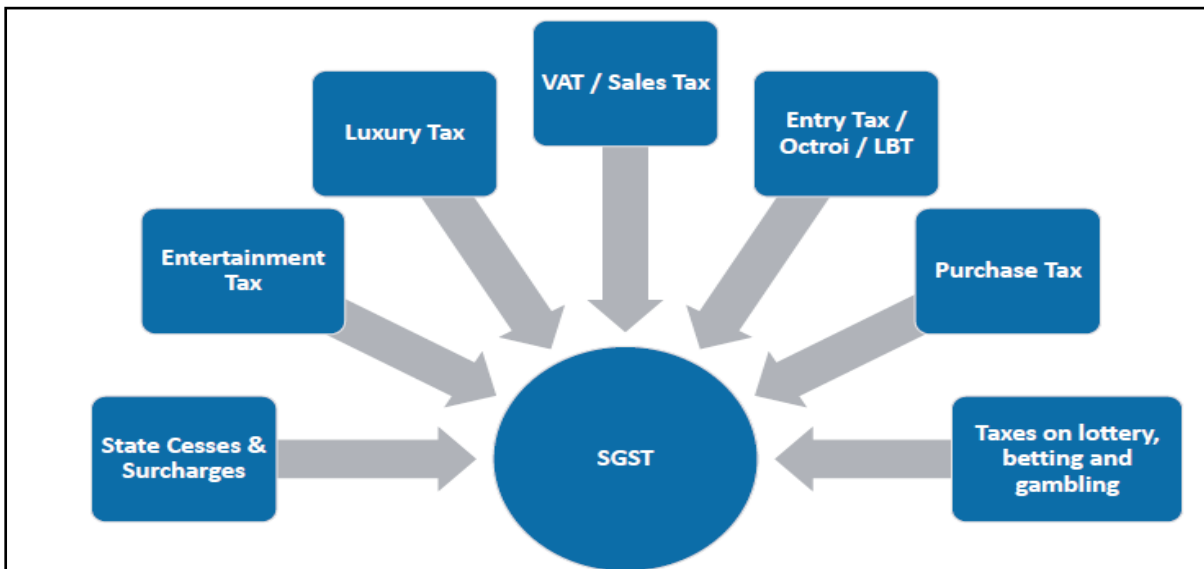 VAT / Sales Tax
Luxury Tax
Entry Tax /
Octroi / LBT
Entertainment
Tax
Purchase Tax
State Cesses &
Surcharges
SGST
Taxes on lottery,
betting and
gambling